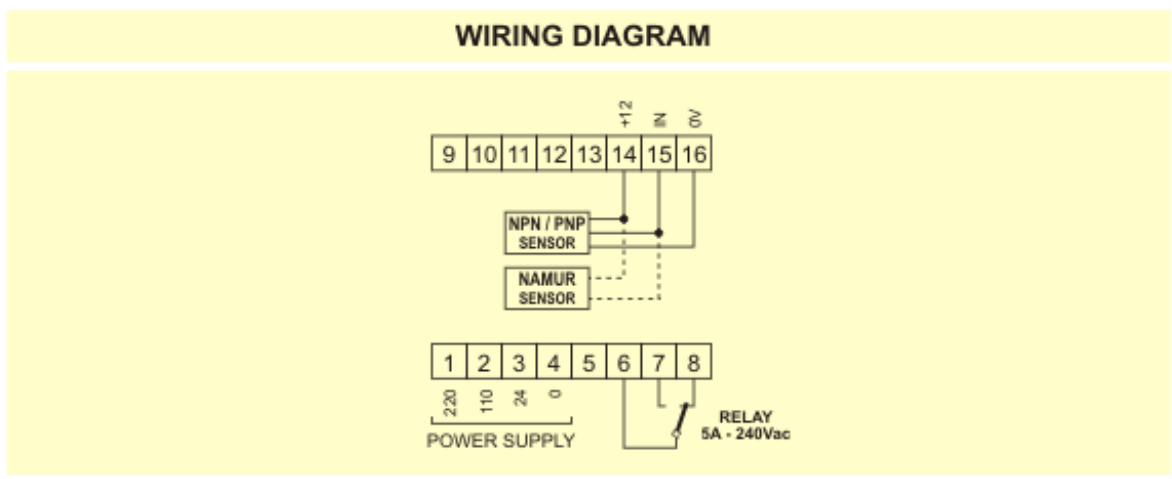 WIRING DIAGRAM
+12 IN 0V
9 10 11 12 13 14 15 16
NPN / PNP
SENSOR
NAMUR
SENSOR
1 2 3 4 5 6 7 8
220 110 24 0
POWER SUPPLY
RELAY
5A - 240Vac